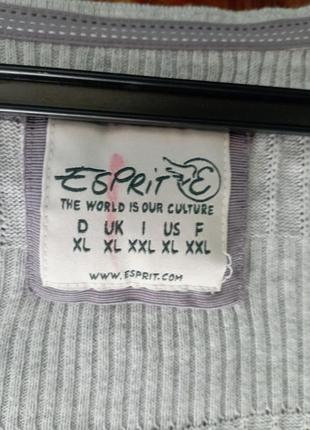 ESPRIT E
THE WORLD IS OUR CULTURE
D UK I US F
XL XL XXL XL XXL
WWW.ESPRIT.COM